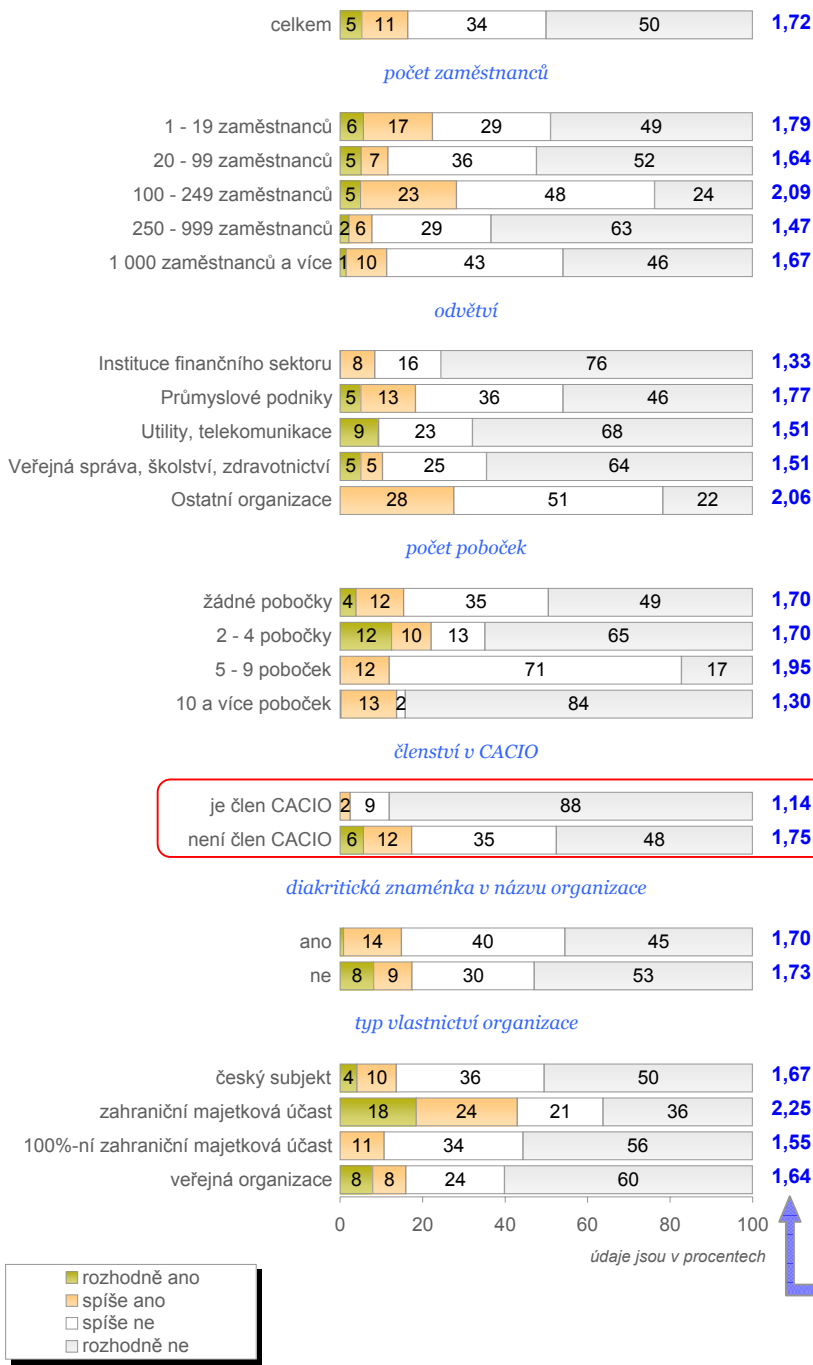 celkem 5 11 34 50 1,72
počet zaměstnanců
1 - 19 zaměstnanců 6 17 29 49 1,79
20 - 99 zaměstnanců 5 7 36 52 1,64
100 - 249 zaměstnanců 5 23 48 24 2,09
250 - 999 zaměstnanců 2 6 29 63 1,47
1 000 zaměstnanců a více 1 10 43 46 1,67
odvětví
Instituce finančního sektoru 8 16 76 1,33
Průmyslové podniky 5 13 36 46 1,77
Utility, telekomunikace 9 23 68 1,51
Veřejná správa, školství, zdravotnictví 5 5 25 64 1,51
Ostatní organizace 28 51 22 2,06
počet poboček
žádné pobočky 4 12 35 49 1,70
2 - 4 pobočky 12 10 13 65 1,70
5 - 9 poboček 12 71 17 1,95
10 a více poboček 13 2 84 1,30
členství v CACIO
je člen CACIO 2 9 88 1,14
není člen CACIO 6 12 35 48 1,75
diakritická znaménka v názvu organizace
ano 14 40 45 1,70
ne 8 9 30 53 1,73
typ vlastnictví organizace
český subjekt 4 10 36 50 1,67
zahraniční majetková účast 18 24 21 36 2,25
100%-ní zahraniční majetková účast 11 34 56 1,55
veřejná organizace 8 8 24 60 1,64
0 20 40 60 80 100
údaje jsou v procentech
rozhodně ano
spíše ano
spíše ne
rozhodně ne